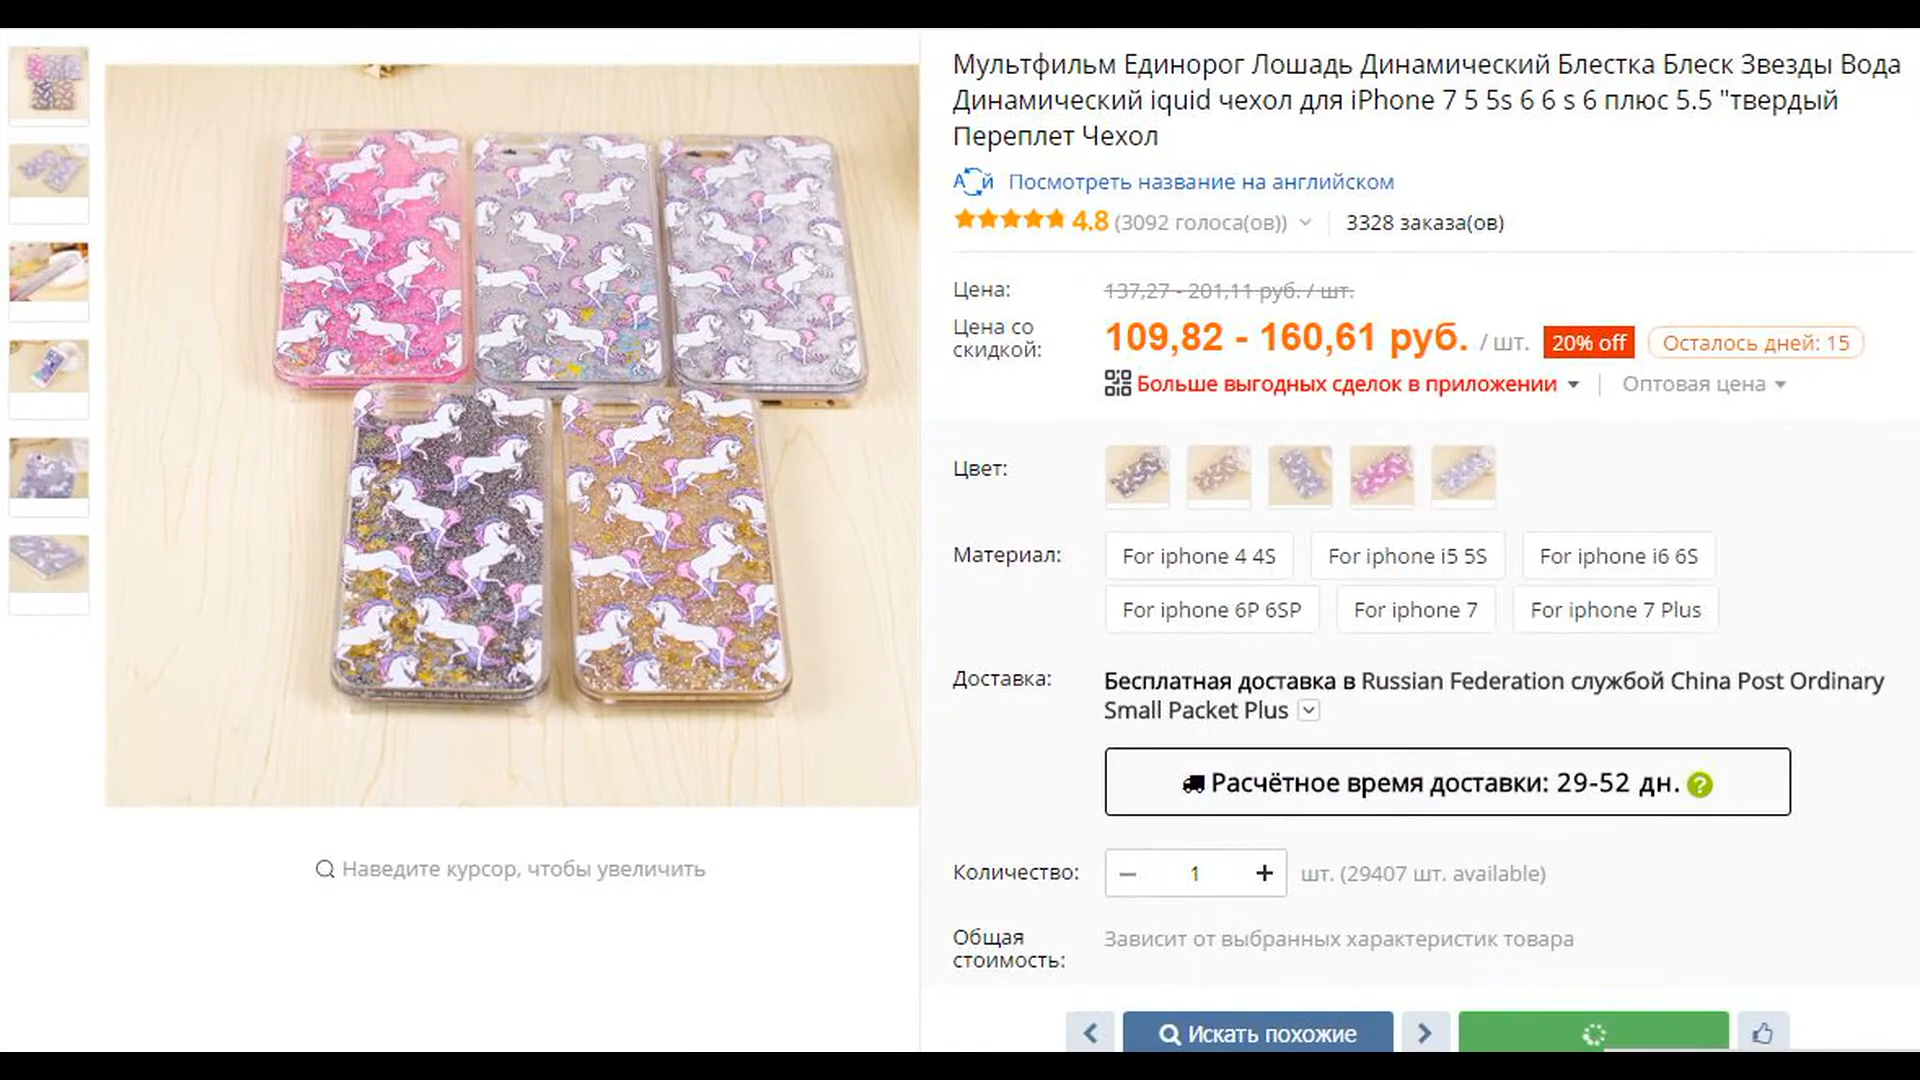 Мультфильм Единорог Лошадь Динамический Блестка Блеск Звезды Вода
Динамический iquid чехол для iPhone 7 5 5s 6 6 s 6 плюс 5.5 "твердый
Переплет Чехол
Посмотреть название на английском
4.8 (3092 голоса(ов)) 3328 заказа(ов)
Цена: 137,27 - 201,11 руб. / шт.
Цена со
скидкой:
109,82 - 160,61 руб. / шт. 20% off Осталось дней: 15
Больше выгодных сделок в приложении Оптовая цена
Цвет:
Материал: For iphone 4 4S For iphone i5 5S For iphone i6 6S
For iphone 6P 6SP For iphone 7 For iphone 7 Plus
Доставка: Бесплатная доставка в Russian Federation службой China Post Ordinary
Small Packet Plus
Расчётное время доставки: 29-52 дн. ?
Наведите курсор, чтобы увеличить
Количество: 1 шт. (29407 шт. available)
Общая
стоимость:
Зависит от выбранных характеристик товара
Искать похожие